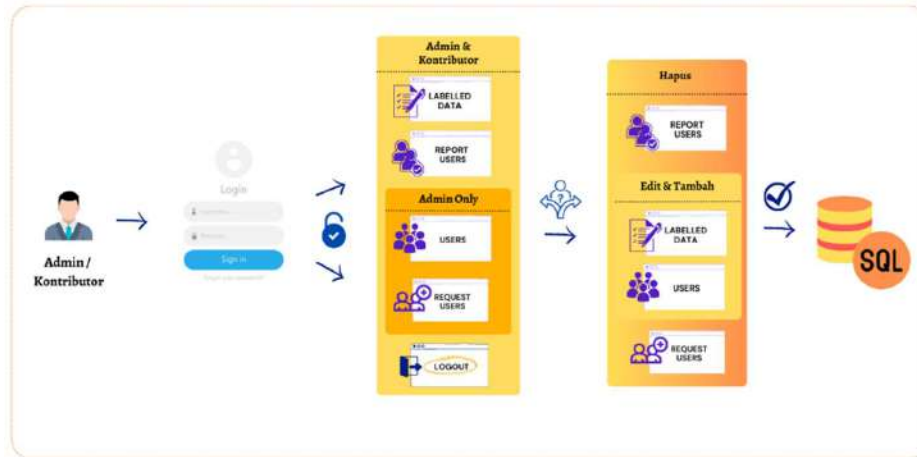 Admin /
Kontributor
Login
Sign in
Admin &
Kontributor
LABELLED
DATA
REPORT
USERS
Admin Only
USERS
REQUEST
USERS
LOGOUT
?
Hapus
REPORT
USERS
Edit & Tambah
LABELLED
DATA
USERS
REQUEST
USERS
SQL